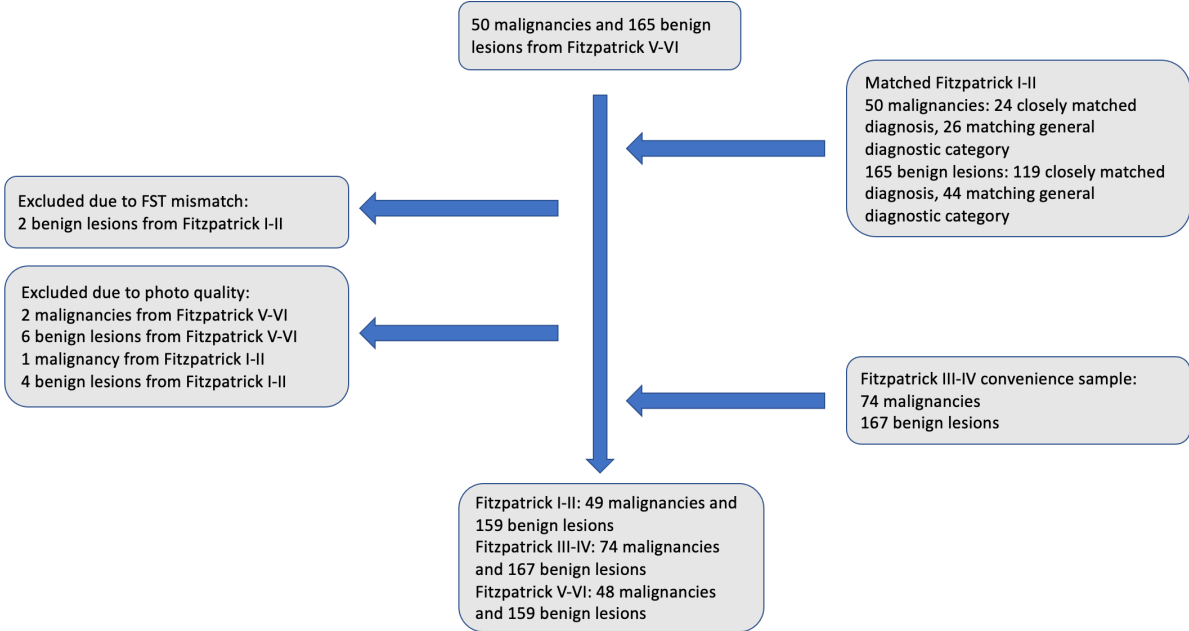 50 malignancies and 165 benign
lesions from Fitzpatrick V-VI
Matched Fitzpatrick I-II
50 malignancies: 24 closely matched
diagnosis, 26 matching general
diagnostic category
165 benign lesions: 119 closely matched
diagnosis, 44 matching general
diagnostic category
Excluded due to FST mismatch:
2 benign lesions from Fitzpatrick I-II
Excluded due to photo quality:
2 malignancies from Fitzpatrick V-VI
6 benign lesions from Fitzpatrick V-VI
1 malignancy from Fitzpatrick I-II
4 benign lesions from Fitzpatrick I-II
Fitzpatrick III-IV convenience sample:
74 malignancies
167 benign lesions
Fitzpatrick I-II: 49 malignancies and
159 benign lesions
Fitzpatrick III-IV: 74 malignancies
and 167 benign lesions
Fitzpatrick V-VI: 48 malignancies
and 159 benign lesions